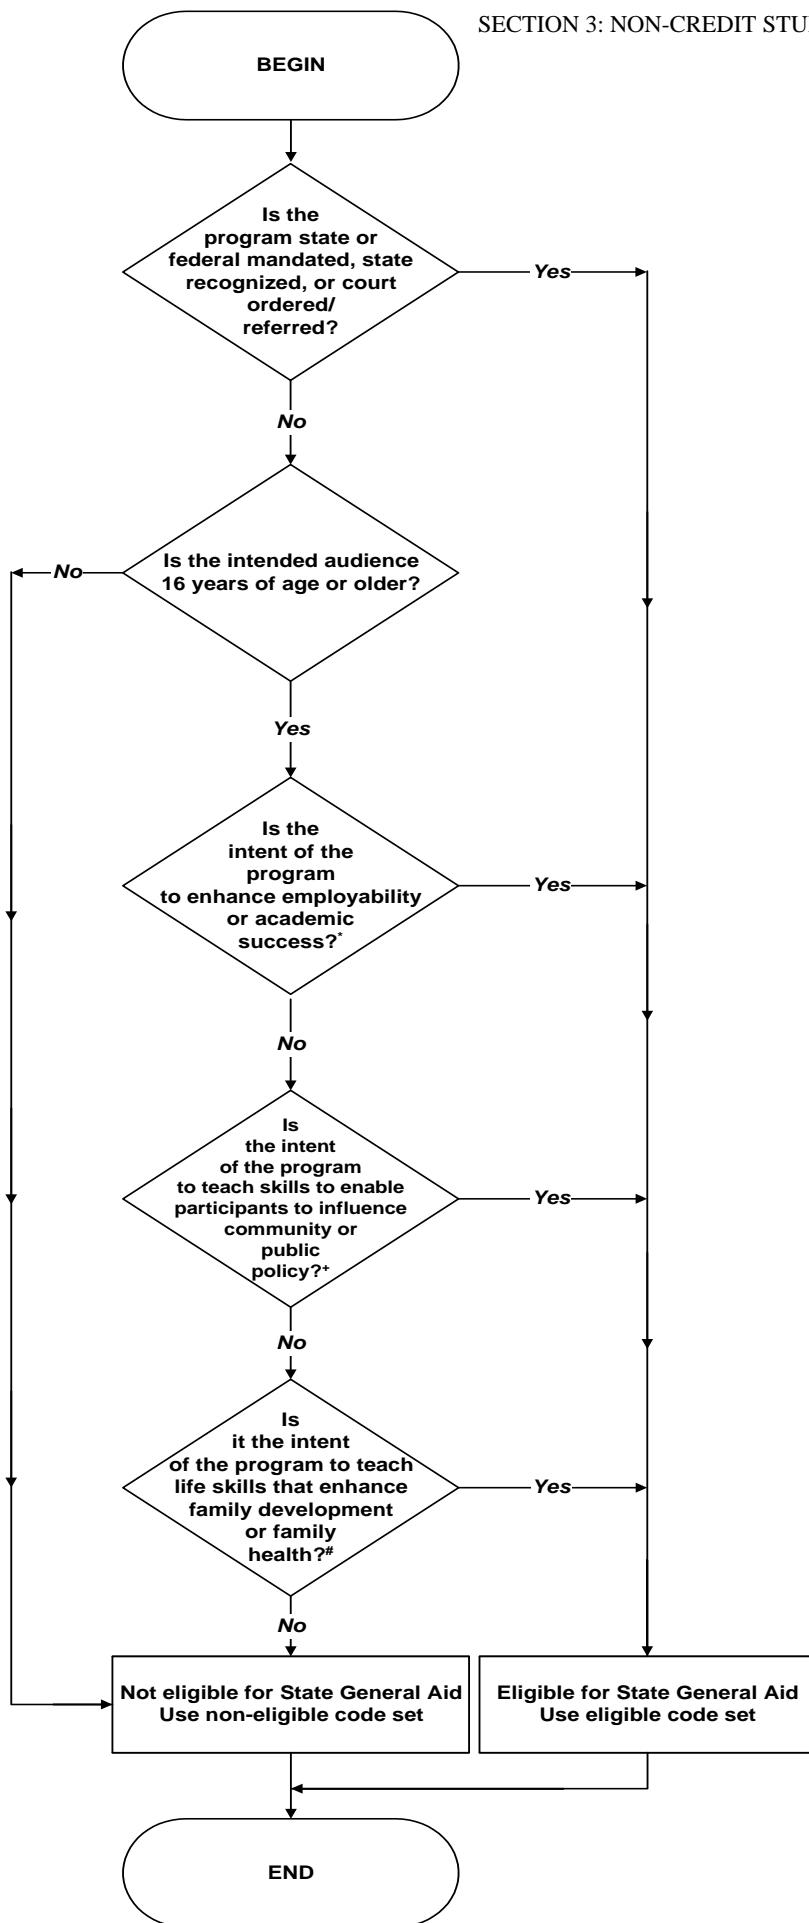 SECTION 3: NON-CREDIT STU
BEGIN
Is the
program state or
federal mandated, state
recognized, or court
ordered/
referred?
Yes
No
Is the intended audience
16 years of age or older?
No
Yes
Is the
intent of the
program
to enhance employability
or academic
success?*
Yes
No
Is
the intent
of the program
to teach skills to enable
participants to influence
community or
public
policy?+
Yes
No
Is
it the intent
of the program to teach
life skills that enhance
family development
or family
health?#
Yes
No
Not eligible for State General Aid
Use non-eligible code set
Eligible for State General Aid
Use eligible code set
END